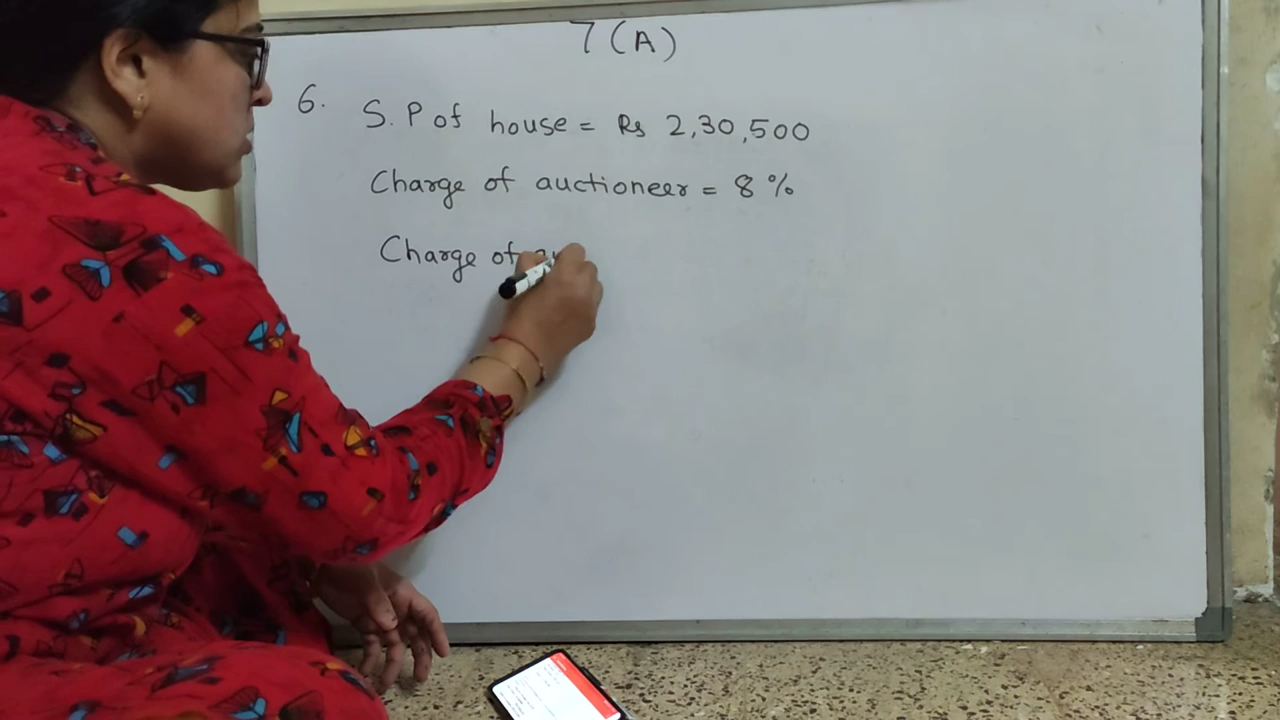 7 (A)
6. S.P of house = Rs 2,30,500
Charge of auctioneer = 8 %
Charge of